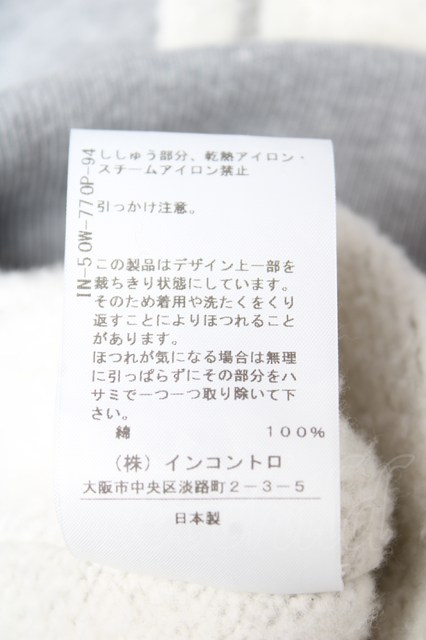 IN-50W-770P-94
ししゅう部分、乾熱アイロン・
スチームアイロン禁止
引っかけ注意。
この製品はデザイン上一部を
裁ちきり状態にしています。
そのため着用や洗たくをくり
返すことによりほつれること
があります。
ほつれが気になる場合は無理
に引っぱらずにその部分をハ
サミで一つ一つ取り除いて下
さい。
綿 100%
(株)インコントロ
大阪市中央区淡路町2-3-5
日本製